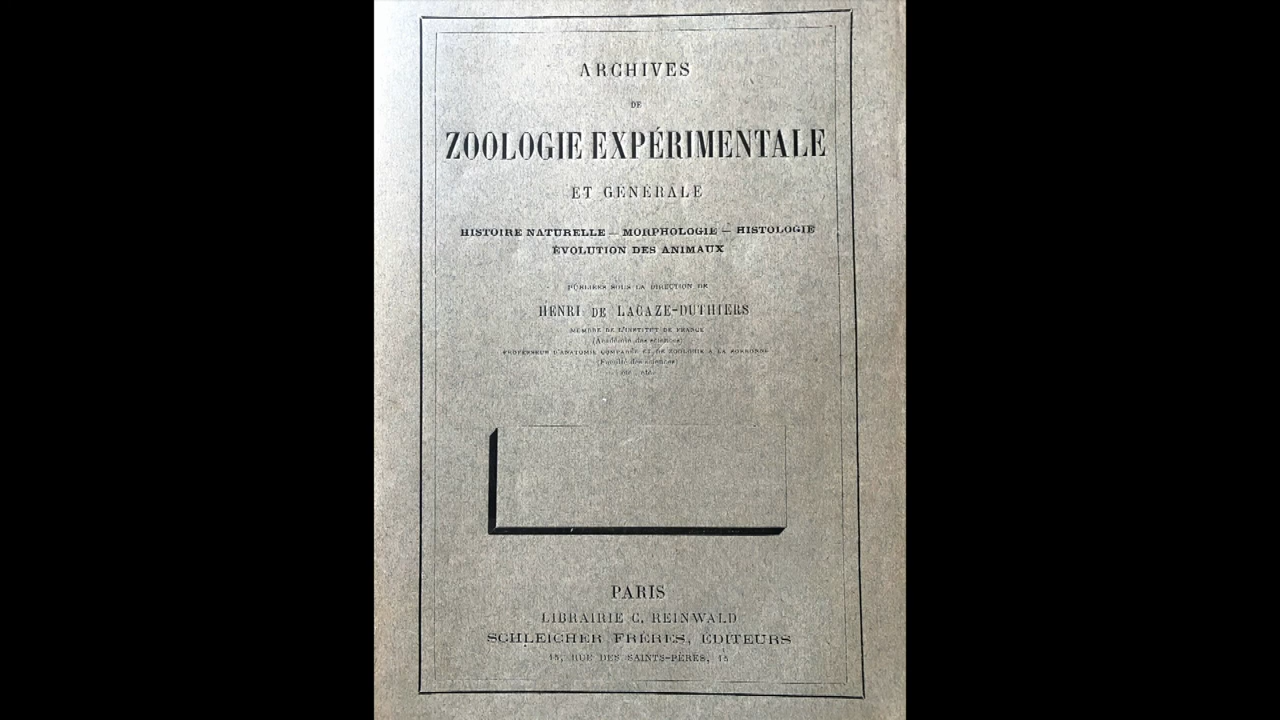 ARCHIVES
DE
ZOOLOGIE EXPÉRIMENTALE
ET GÉNÉRALE
HISTOIRE NATURELLE — MORPHOLOGIE — HISTOLOGIE
ÉVOLUTION DES ANIMAUX
PUBLIÉES SOUS LA DIRECTION DE
HENRI DE LACAZE-DUTHIERS
MEMBRE DE L'INSTITUT DE FRANCE
(Académie des sciences)
PROFESSEUR D'ANATOMIE COMPARÉE ET DE ZOOLOGIE A LA SORBONNE
(Faculté des sciences)
PARIS
LIBRAIRIE C. REINWALD
SCHLEICHER FRÈRES, ÉDITEURS
15, RUE DES SAINTS-PÈRES, 15